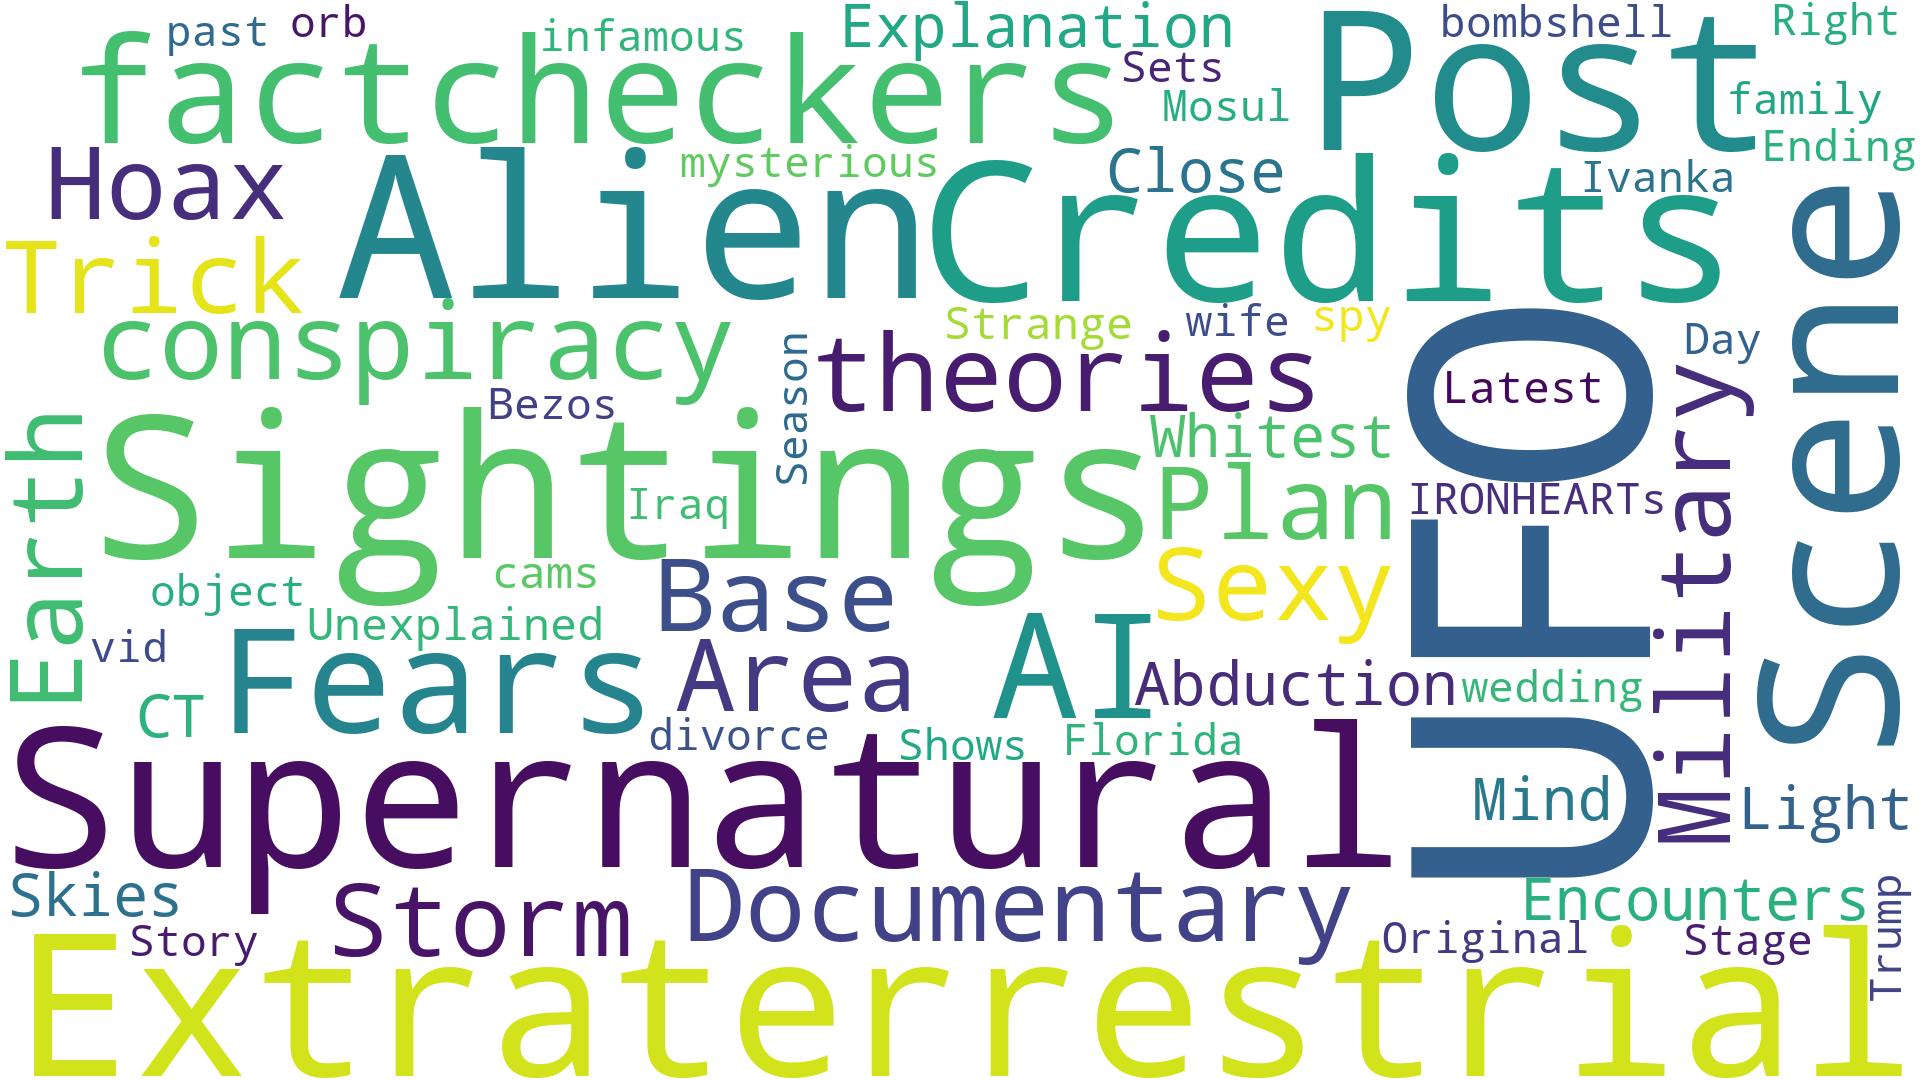 past
orb
infamous
Explanation
bombshell
Right
factcheckers
Post
Sets
Mosul
family
Ending
Hoax
Alien
mysterious
Credits
Close
Ivanka
Scene
Trick
conspiracy
Strange
wife
spy
theories
UFO
Latest
Day
Military
Bezos
Season
Earth
Sightings
Whitest
Iraq
Plan
IRONHEARTs
cams
object
Base
Sexy
Unexplained
vid
Fears
Area
AI
Abduction
wedding
CT
divorce
Shows
Florida
Supernatural
Mind
Light
Skies
Storm
Documentary
Encounters
Trump
Story
Original
Stage
Extraterrestrial